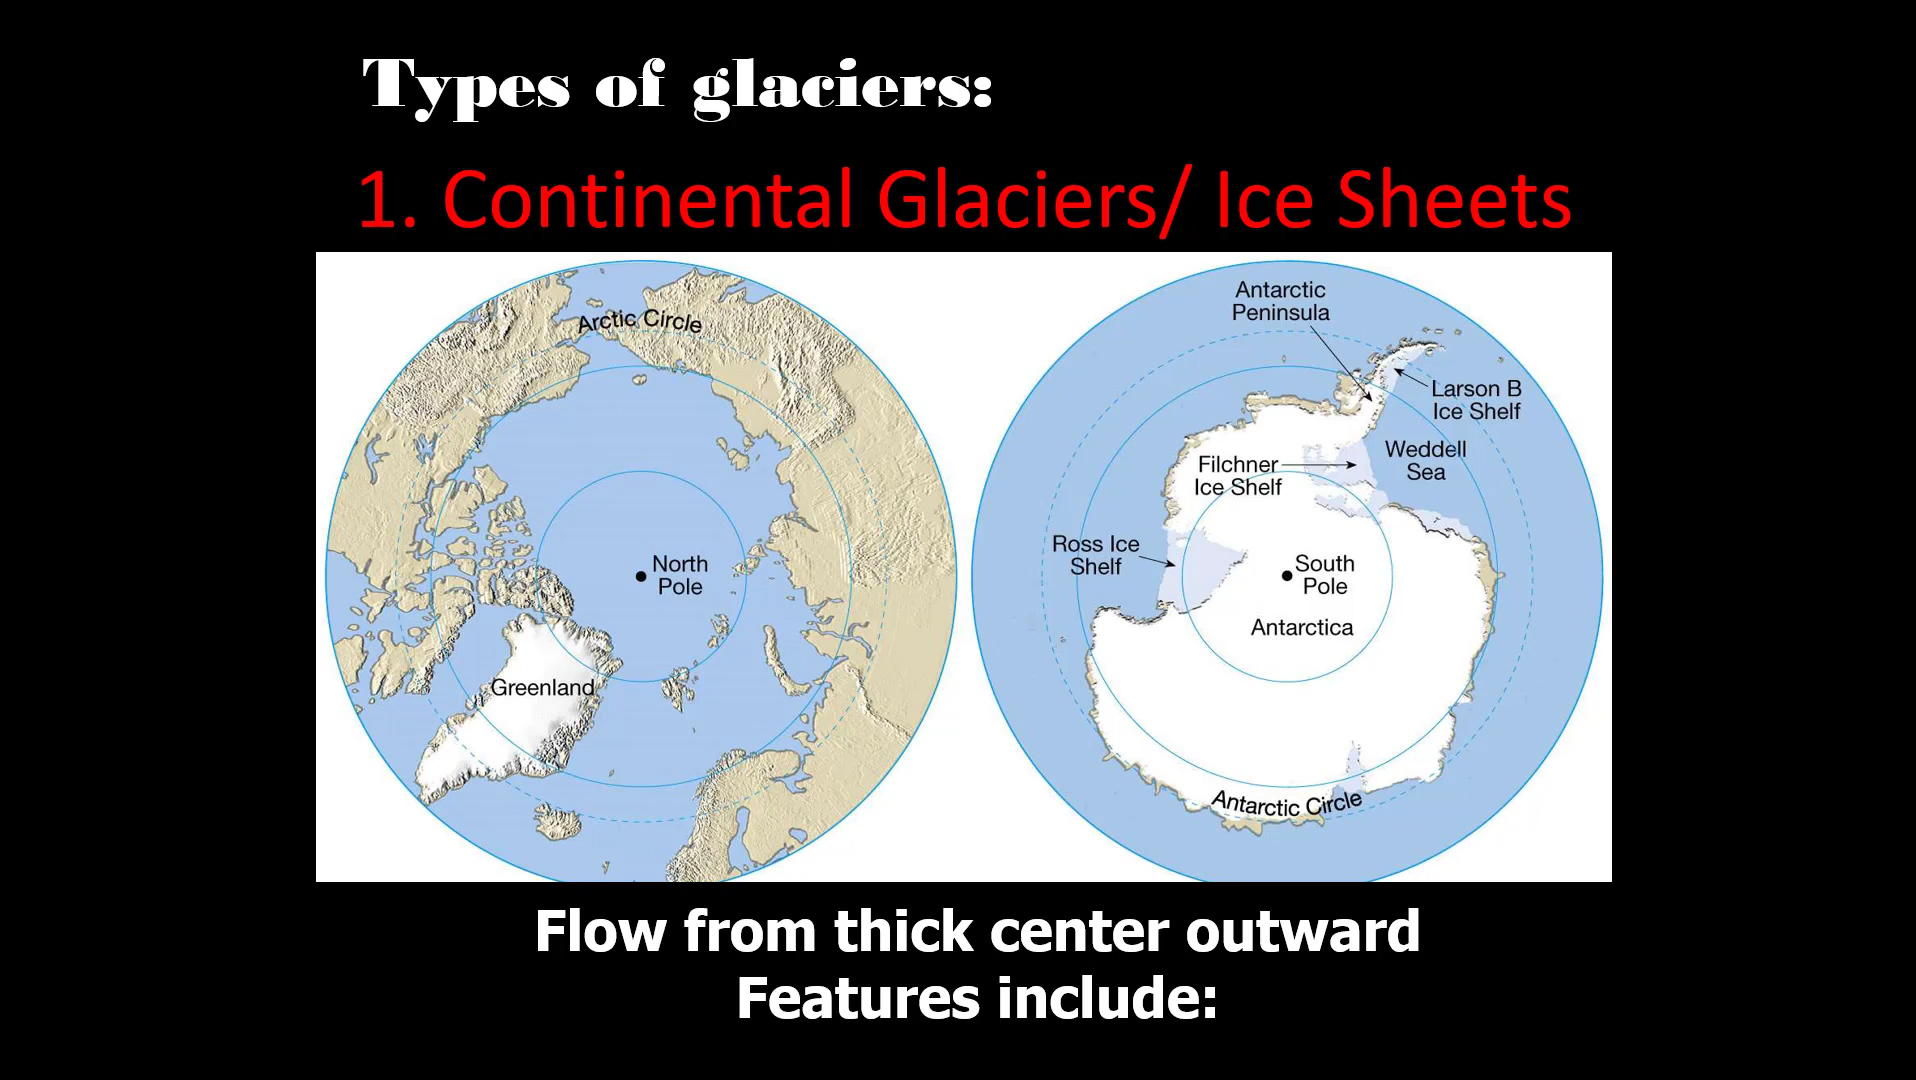 Types of glaciers:
1. Continental Glaciers/ Ice Sheets
Arctic Circle
North
Pole
Greenland
Antarctic
Peninsula
Larson B
Ice Shelf
Weddell
Sea
Filchner
Ice Shelf
Ross Ice
Shelf
South
Pole
Antarctica
Antarctic Circle
Flow from thick center outward
Features include: